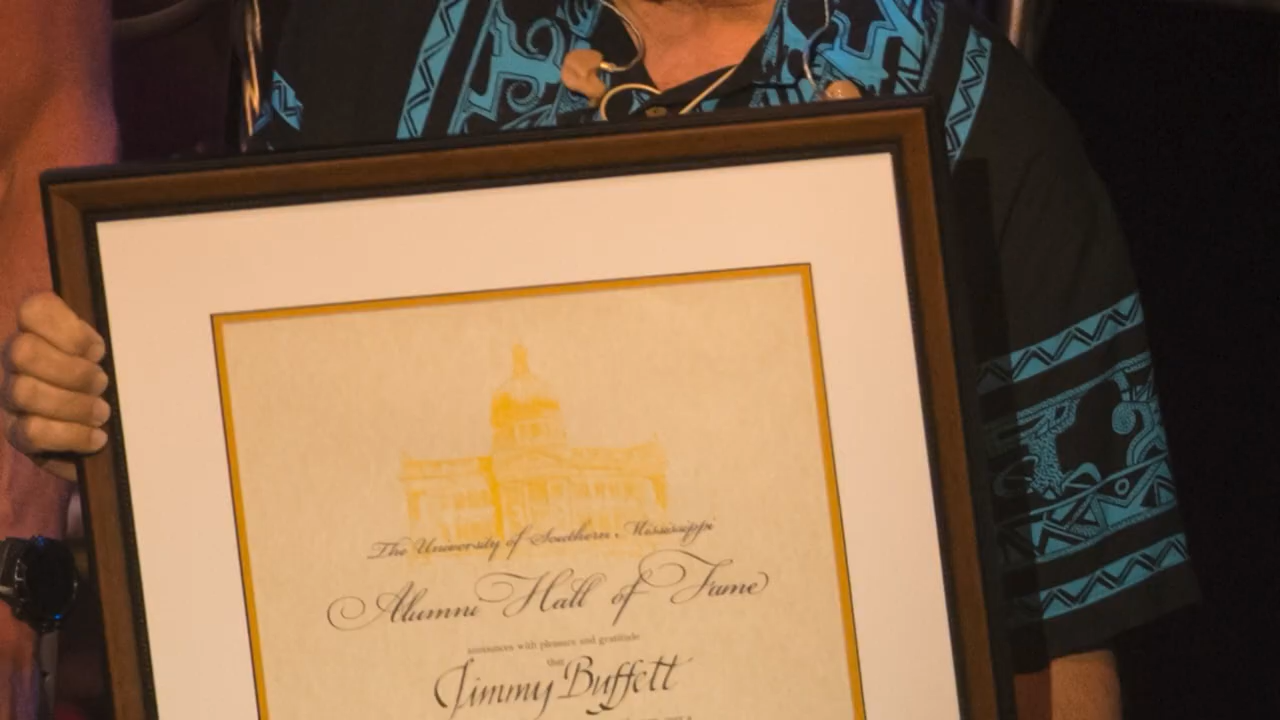 The University of Southern Mississippi
Alumni Hall of Fame
announces with pleasure and gratitude
that
Jimmy Buffett